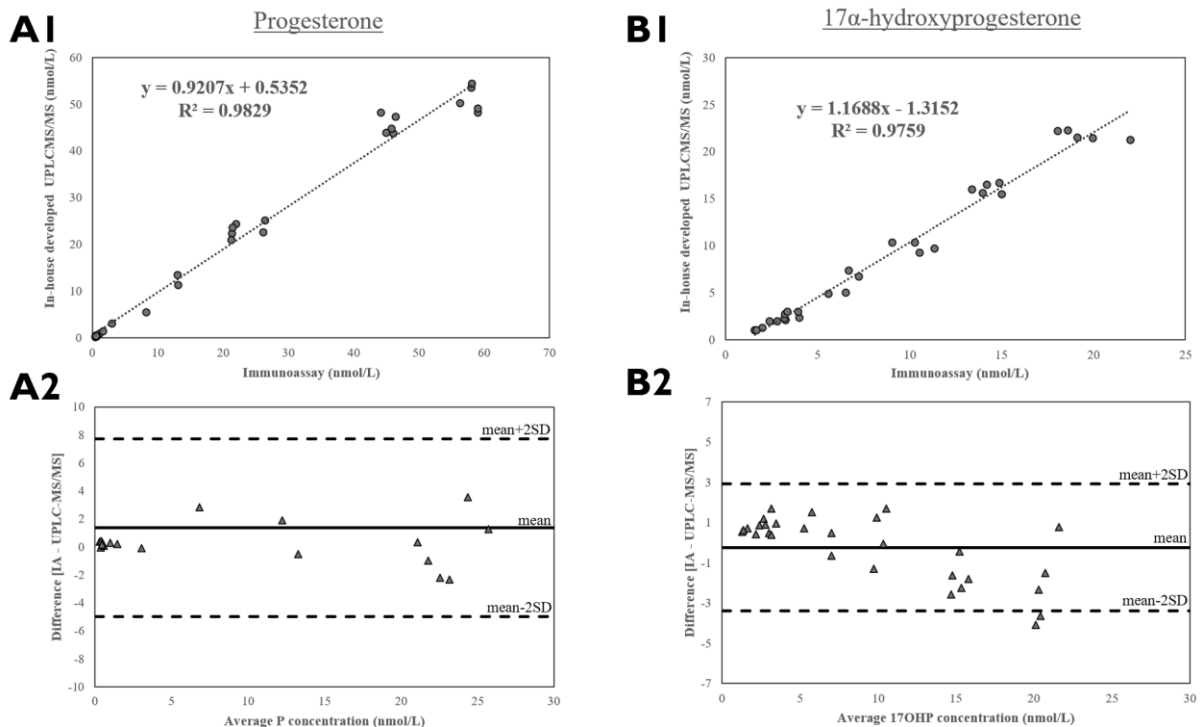 A1
Progesterone
In-house developed UPLCMS/MS (nmol/L)
60
50
40
30
20
10
0
y = 0.9207x + 0.5352
R² = 0.9829
0 10 20 30 40 50 60 70
Immunoassay (nmol/L)
B1
17α-hydroxyprogesterone
In-house developed UPLCMS/MS (nmol/L)
30
25
20
15
10
5
0
y = 1.1688x - 1.3152
R² = 0.9759
0 5 10 15 20 25
Immunoassay (nmol/L)
A2
Difference [IA - UPLC-MS/MS]
10
8
6
4
2
0
-2
-4
-6
-8
-10
mean+2SD
mean
mean-2SD
0 5 10 15 20 25 30
Average P concentration (nmol/L)
B2
Difference [IA - UPLC-MS/MS]
7
5
3
1
-1
-3
-5
-7
mean+2SD
mean
mean-2SD
0 5 10 15 20 25 30
Average 17OHP concentration (nmol/L)